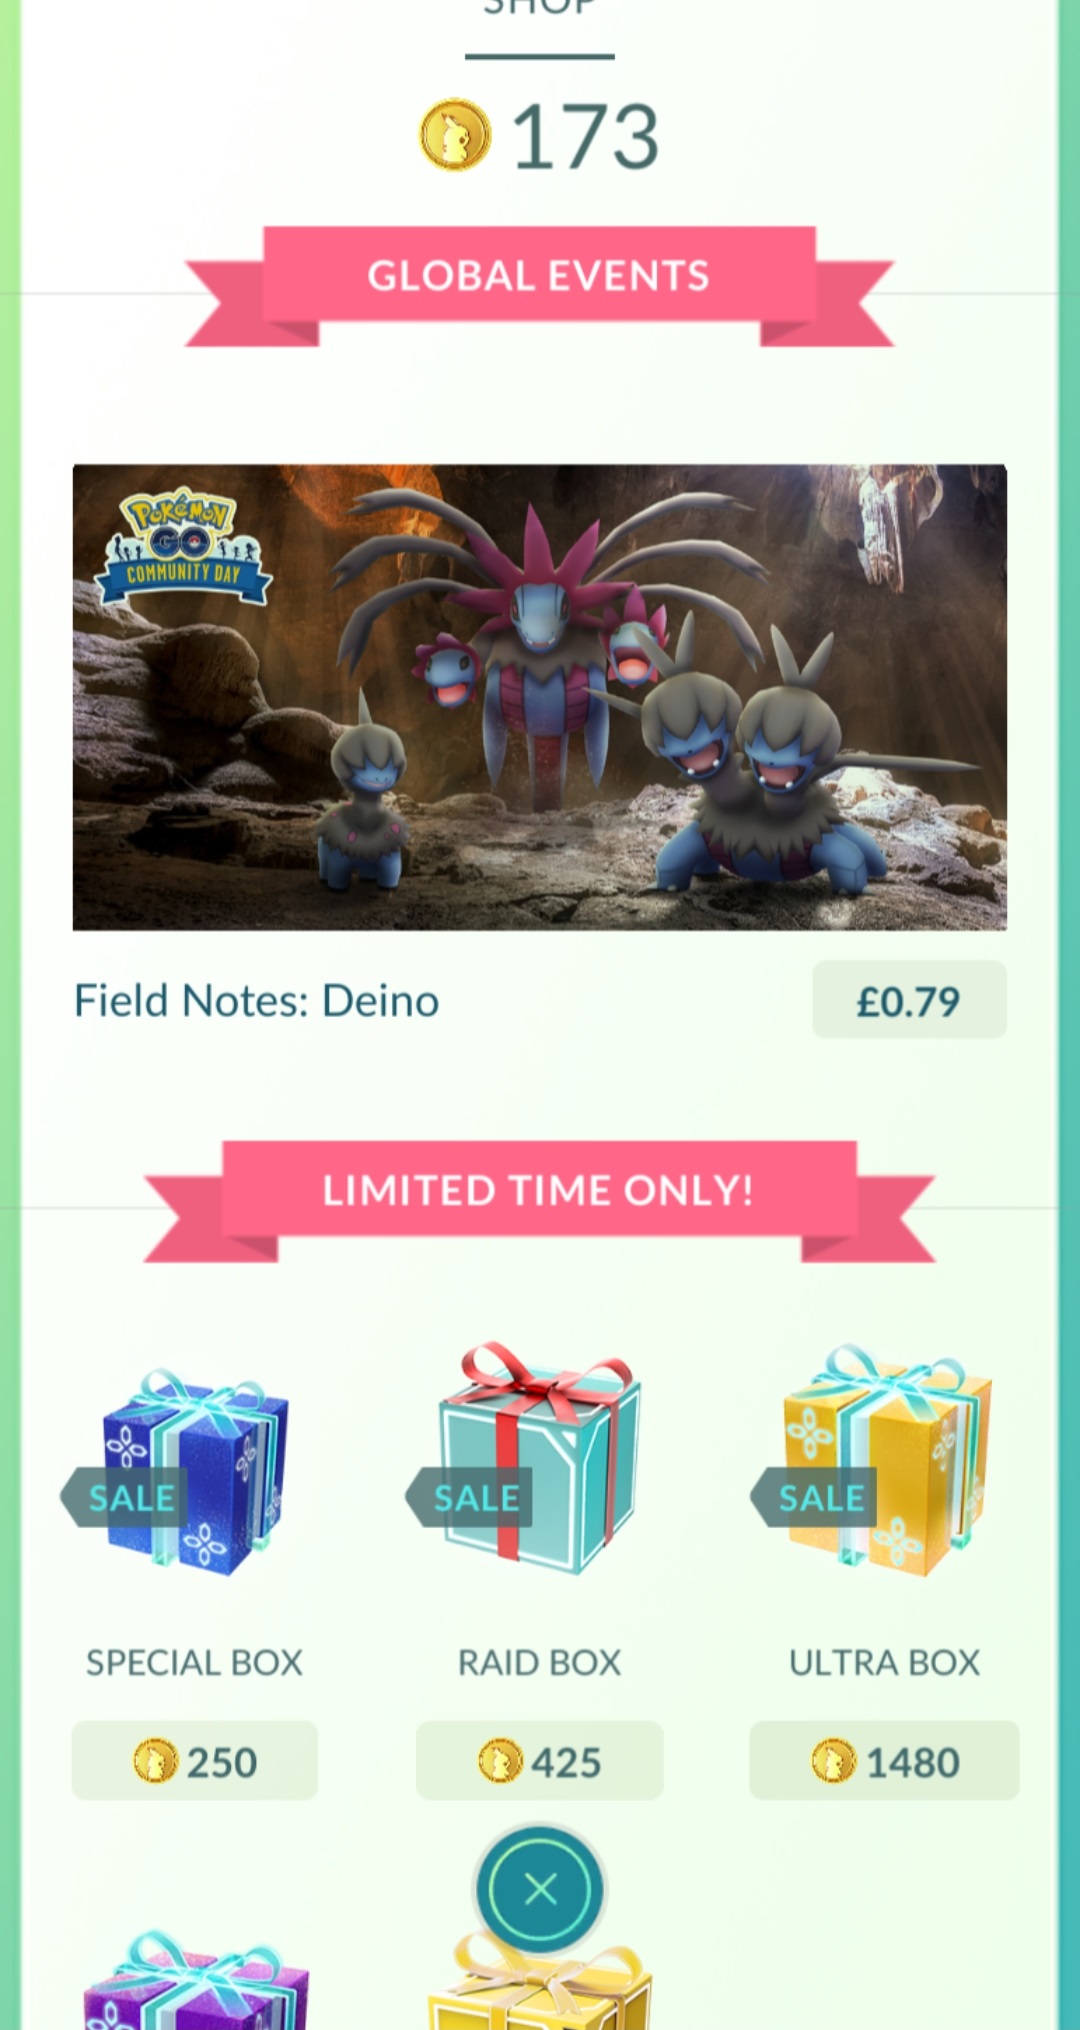 SHOP
173
GLOBAL EVENTS
POKÉMON
GO
COMMUNITY DAY
Field Notes: Deino
£0.79
LIMITED TIME ONLY!
SALE
SALE
SALE
SPECIAL BOX
RAID BOX
ULTRA BOX
250
425
1480